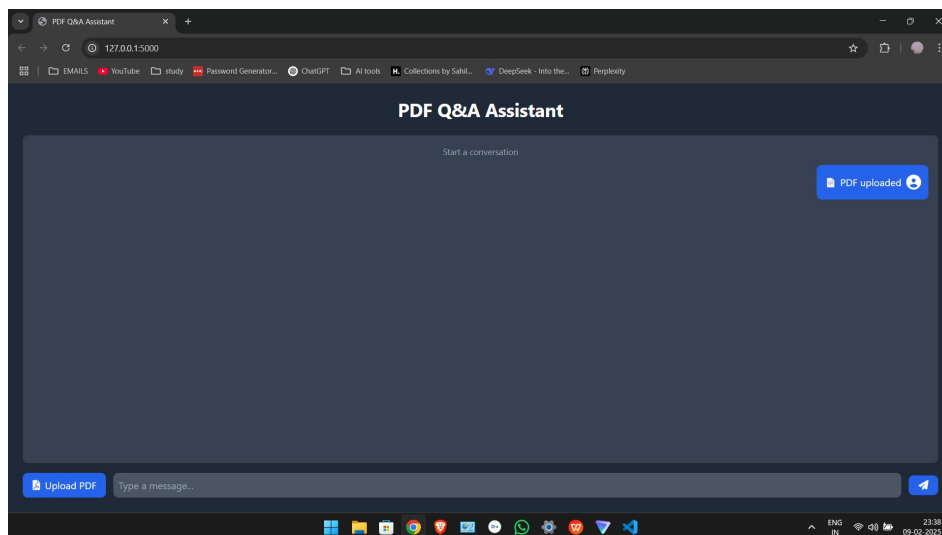 PDF Q&A Assistant
127.0.0.1:5000
EMAILS YouTube study Password Generator... ChatGPT AI tools H. Collections by Sahil... DeepSeek - Into the... Perplexity
PDF Q&A Assistant
Start a conversation
PDF uploaded
Upload PDF Type a message...
ENG 23:38
IN 09-02-2025